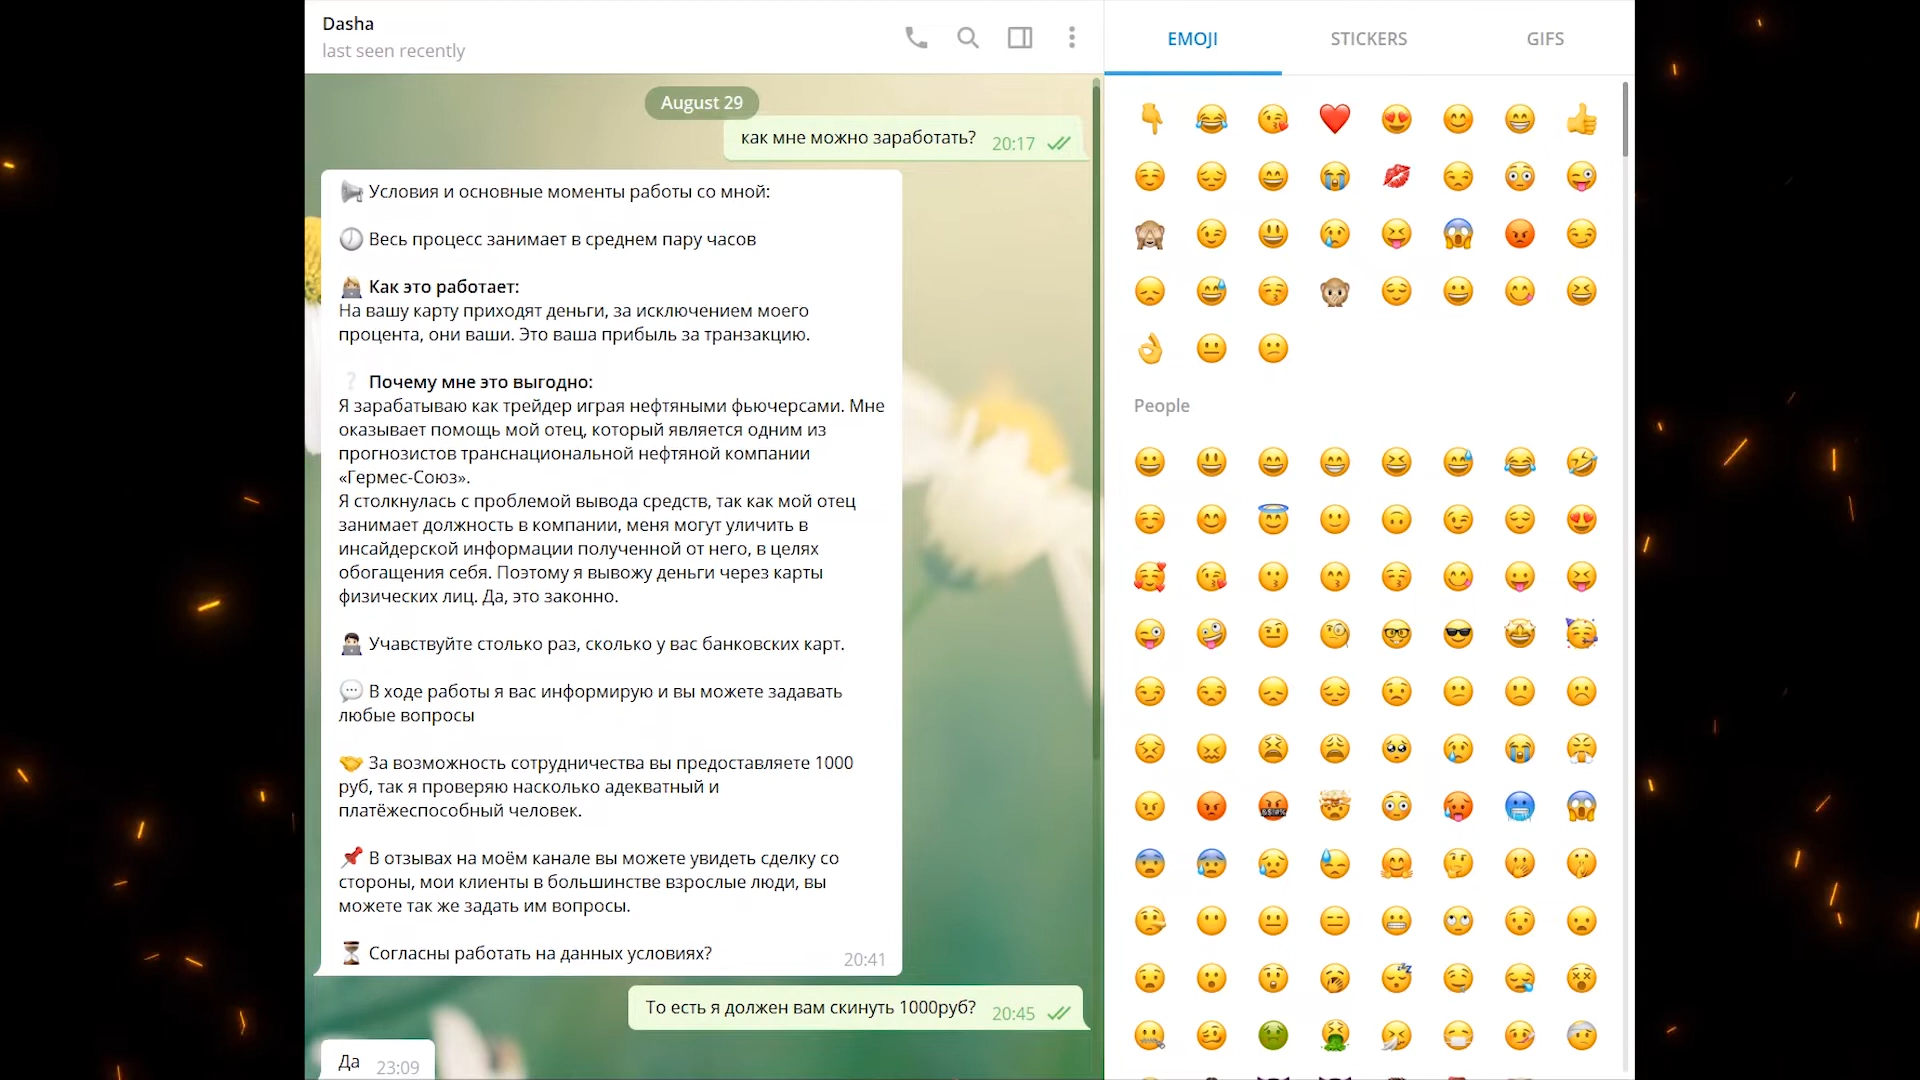 Dasha
last seen recently
EMOJI
STICKERS
GIFS
August 29
как мне можно заработать? 20:17
Условия и основные моменты работы со мной:
Весь процесс занимает в среднем пару часов
Как это работает:
На вашу карту приходят деньги, за исключением моего
процента, они ваши. Это ваша прибыль за транзакцию.
Почему мне это выгодно:
Я зарабатываю как трейдер играя нефтяными фьючерсами. Мне
оказывает помощь мой отец, который является одним из
прогнозистов транснациональной нефтяной компании
«Гермес-Союз».
Я столкнулась с проблемой вывода средств, так как мой отец
занимает должность в компании, меня могут уличить в
инсайдерской информации полученной от него, в целях
обогащения себя. Поэтому я вывожу деньги через карты
физических лиц. Да, это законно.
Учавствуйте столько раз, сколько у вас банковских карт.
В ходе работы я вас информирую и вы можете задавать
любые вопросы
За возможность сотрудничества вы предоставляете 1000
руб, так я проверяю насколько адекватный и
платёжеспособный человек.
В отзывах на моём канале вы можете увидеть сделку со
стороны, мои клиенты в большинстве взрослые люди, вы
можете так же задать им вопросы.
Согласны работать на данных условиях? 20:41
То есть я должен вам скинуть 1000руб? 20:45
Да 23:09
People